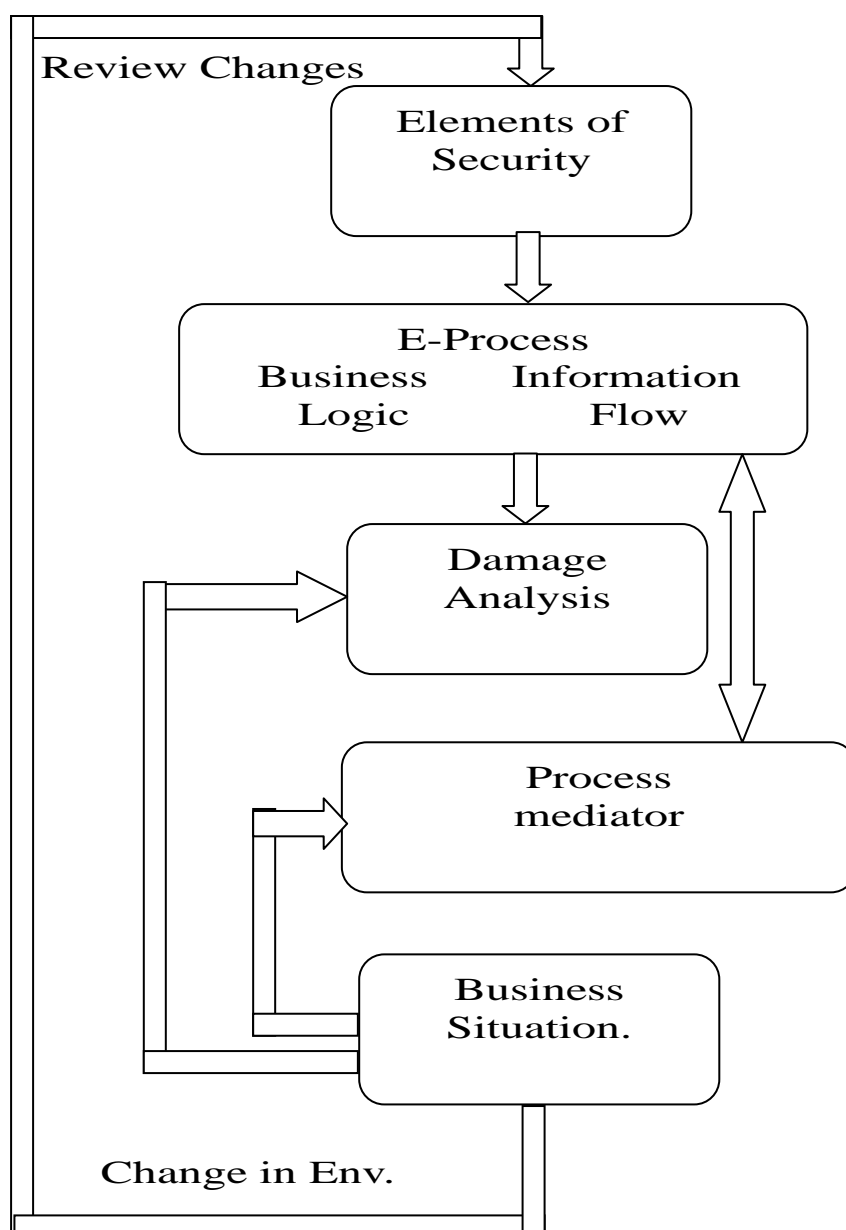 Review Changes
Elements of
Security
E-Process
Business Information
Logic Flow
Damage
Analysis
Process
mediator
Business
Situation.
Change in Env.